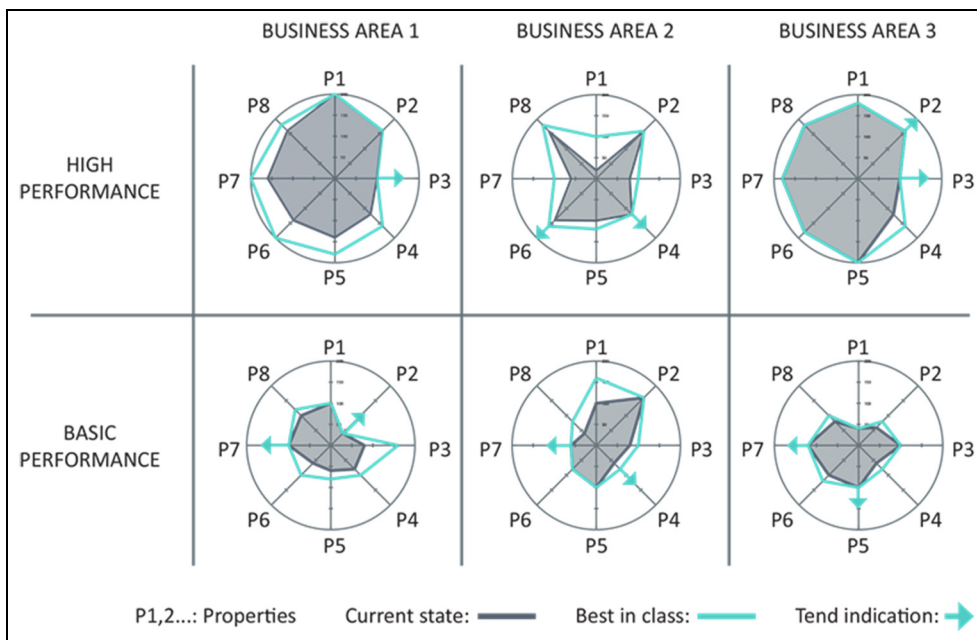 BUSINESS AREA 1 BUSINESS AREA 2 BUSINESS AREA 3
P1 P1 P1
P8 P2 P8 P2 P8 P2
HIGH
PERFORMANCE
P7 P3 P7 P3 P7 P3
P6 P4 P6 P4 P6 P4
P5 P5 P5
P1 P1 P1
P8 P2 P8 P2 P8 P2
BASIC
PERFORMANCE
P7 P3 P7 P3 P7 P3
P6 P4 P6 P4 P6 P4
P5 P5 P5
P1,2...: Properties Current state: Best in class: Tend indication: